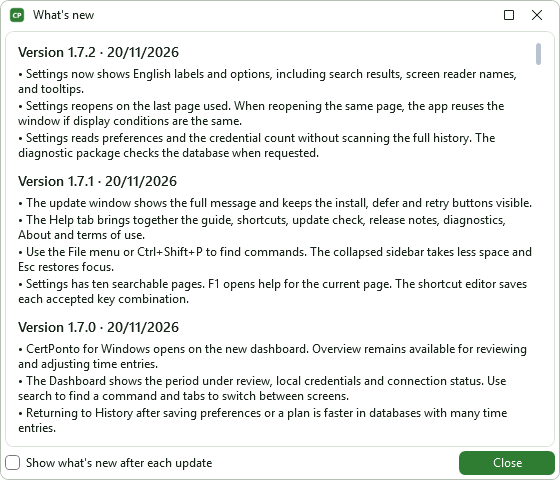 CP What's new
Version 1.7.2 · 20/11/2026
• Settings now shows English labels and options, including search results, screen reader names,
and tooltips.
• Settings reopens on the last page used. When reopening the same page, the app reuses the
window if display conditions are the same.
• Settings reads preferences and the credential count without scanning the full history. The
diagnostic package checks the database when requested.
Version 1.7.1 · 20/11/2026
• The update window shows the full message and keeps the install, defer and retry buttons visible.
• The Help tab brings together the guide, shortcuts, update check, release notes, diagnostics,
About and terms of use.
• Use the File menu or Ctrl+Shift+P to find commands. The collapsed sidebar takes less space and
Esc restores focus.
• Settings has ten searchable pages. F1 opens help for the current page. The shortcut editor saves
each accepted key combination.
Version 1.7.0 · 20/11/2026
• CertPonto for Windows opens on the new dashboard. Overview remains available for reviewing
and adjusting time entries.
• The Dashboard shows the period under review, local credentials and connection status. Use
search to find a command and tabs to switch between screens.
• Returning to History after saving preferences or a plan is faster in databases with many time
entries.
Show what's new after each update
Close